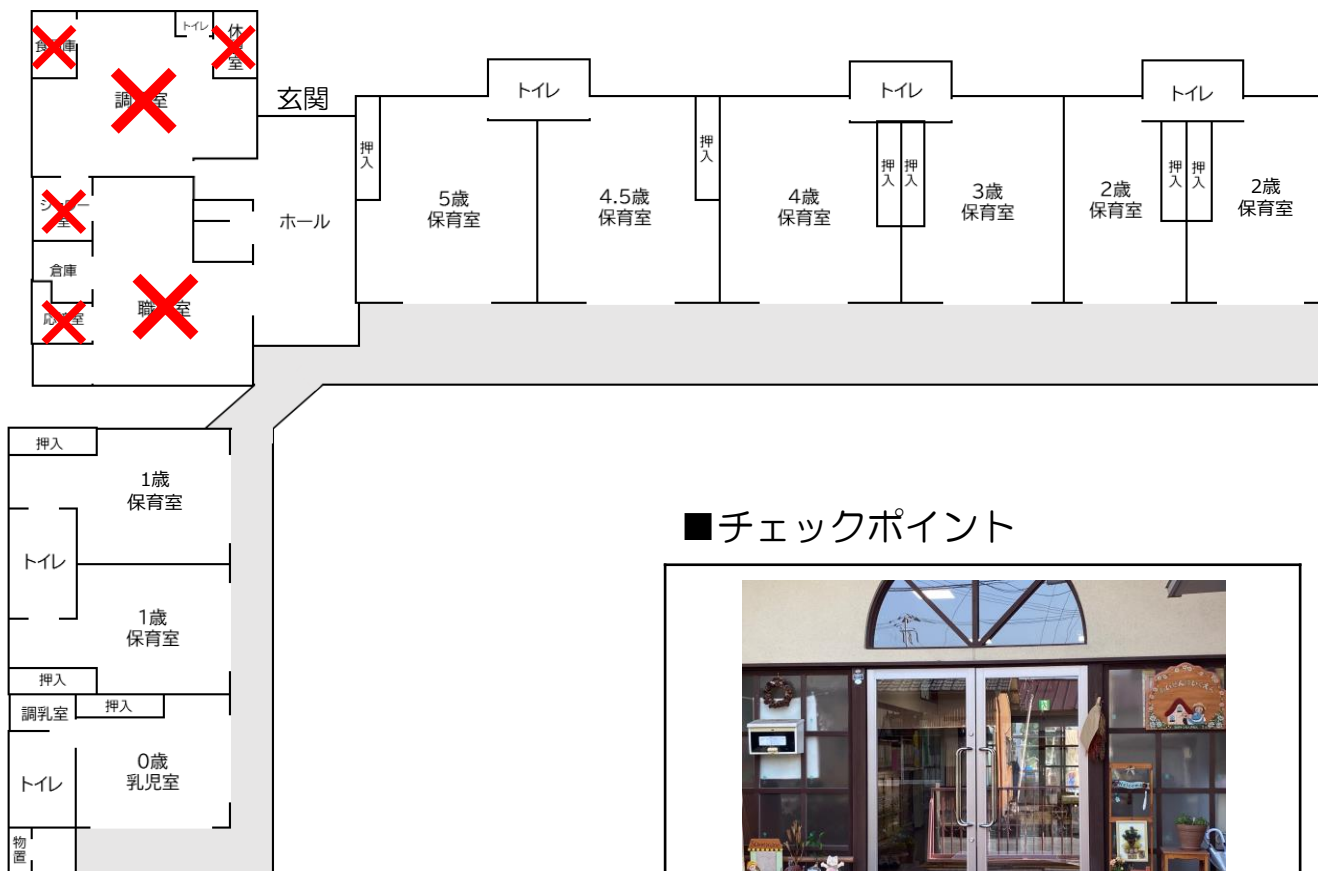 トイレ
玄関
トイレ
トイレ
トイレ
押入
押入
押入
押入
押入
押入
5歳
保育室
4.5歳
保育室
4歳
保育室
3歳
保育室
2歳
保育室
2歳
保育室
ホール
倉庫
押入
1歳
保育室
トイレ
1歳
保育室
押入
調乳室
押入
0歳
乳児室
トイレ
物置
■チェックポイント